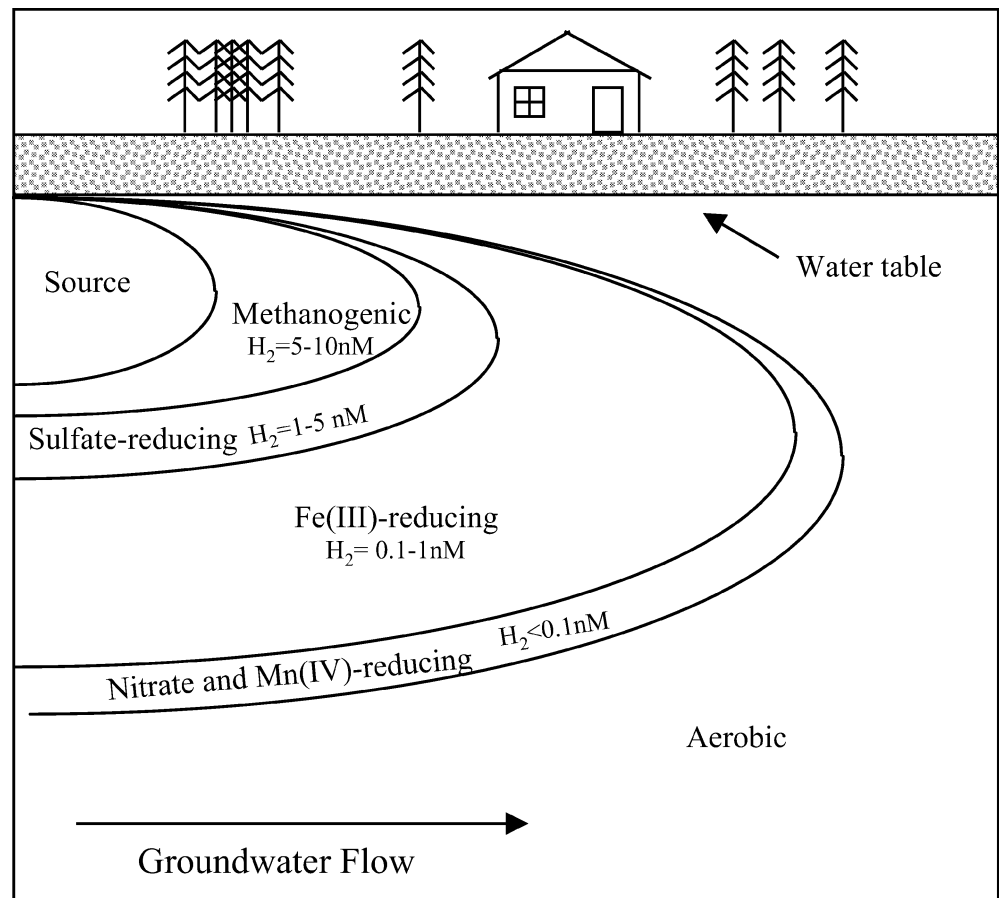 Source
Water table
Methanogenic
H₂=5-10nM
Sulfate-reducing H₂=1-5 nM
Fe(III)-reducing
H₂= 0.1-1nM
H₂<0.1nM
Nitrate and Mn(IV)-reducing
Aerobic
Groundwater Flow